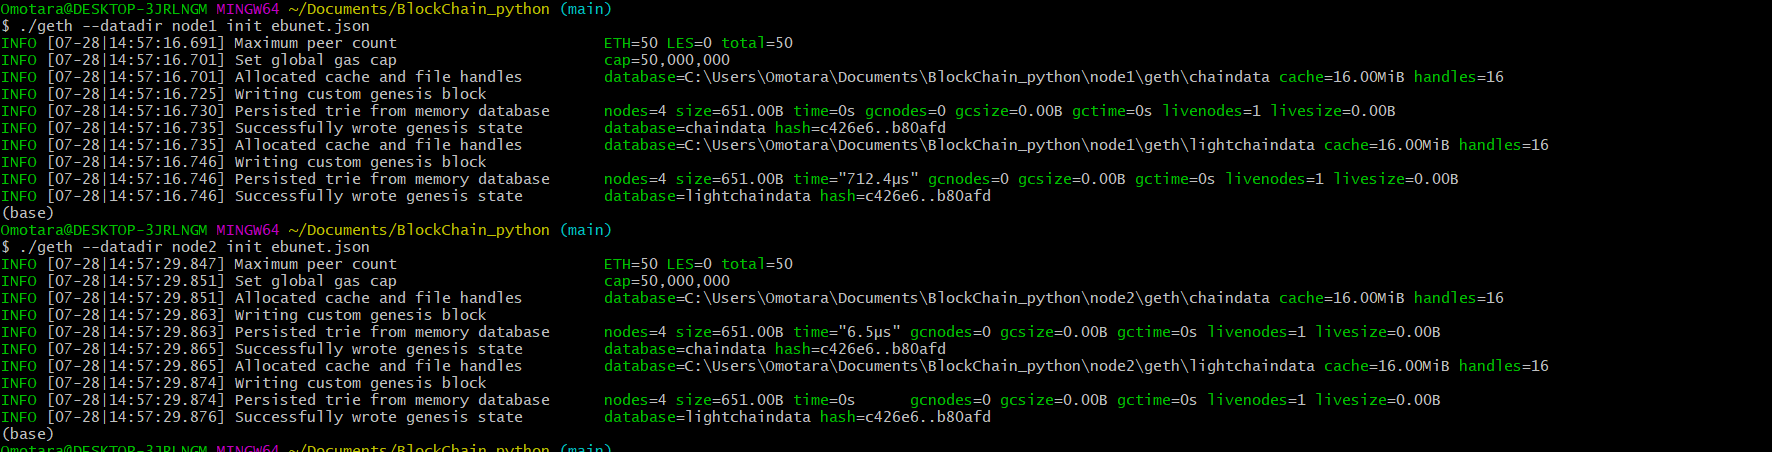 Omotara@DESKTOP-3JRLNGM MINGW64 ~/Documents/BlockChain_python (main)
$ ./geth --datadir node1 init ebunet.json
INFO [07-28|14:57:16.691] Maximum peer count                       ETH=50 LES=0 total=50
INFO [07-28|14:57:16.701] Set global gas cap                       cap=50,000,000
INFO [07-28|14:57:16.701] Allocated cache and file handles         database=C:\Users\Omotara\Documents\BlockChain_python\node1\geth\chaindata cache=16.00MiB handles=16
INFO [07-28|14:57:16.725] Writing custom genesis block
INFO [07-28|14:57:16.730] Persisted trie from memory database      nodes=4 size=651.00B time=0s gcnodes=0 gcsize=0.00B gctime=0s livenodes=1 livesize=0.00B
INFO [07-28|14:57:16.735] Successfully wrote genesis state         database=chaindata hash=c426e6..b80afd
INFO [07-28|14:57:16.735] Allocated cache and file handles         database=C:\Users\Omotara\Documents\BlockChain_python\node1\geth\lightchaindata cache=16.00MiB handles=16
INFO [07-28|14:57:16.746] Writing custom genesis block
INFO [07-28|14:57:16.746] Persisted trie from memory database      nodes=4 size=651.00B time="712.4µs" gcnodes=0 gcsize=0.00B gctime=0s livenodes=1 livesize=0.00B
INFO [07-28|14:57:16.746] Successfully wrote genesis state         database=lightchaindata hash=c426e6..b80afd
(base)
Omotara@DESKTOP-3JRLNGM MINGW64 ~/Documents/BlockChain_python (main)
$ ./geth --datadir node2 init ebunet.json
INFO [07-28|14:57:29.847] Maximum peer count                       ETH=50 LES=0 total=50
INFO [07-28|14:57:29.851] Set global gas cap                       cap=50,000,000
INFO [07-28|14:57:29.851] Allocated cache and file handles         database=C:\Users\Omotara\Documents\BlockChain_python\node2\geth\chaindata cache=16.00MiB handles=16
INFO [07-28|14:57:29.863] Writing custom genesis block
INFO [07-28|14:57:29.863] Persisted trie from memory database      nodes=4 size=651.00B time="6.5µs" gcnodes=0 gcsize=0.00B gctime=0s livenodes=1 livesize=0.00B
INFO [07-28|14:57:29.865] Successfully wrote genesis state         database=chaindata hash=c426e6..b80afd
INFO [07-28|14:57:29.865] Allocated cache and file handles         database=C:\Users\Omotara\Documents\BlockChain_python\node2\geth\lightchaindata cache=16.00MiB handles=16
INFO [07-28|14:57:29.874] Writing custom genesis block
INFO [07-28|14:57:29.874] Persisted trie from memory database      nodes=4 size=651.00B time=0s      gcnodes=0 gcsize=0.00B gctime=0s livenodes=1 livesize=0.00B
INFO [07-28|14:57:29.876] Successfully wrote genesis state         database=lightchaindata hash=c426e6..b80afd
(base)
Omotara@DESKTOP-3JRLNGM MINGW64 ~/Documents/BlockChain_python (main)